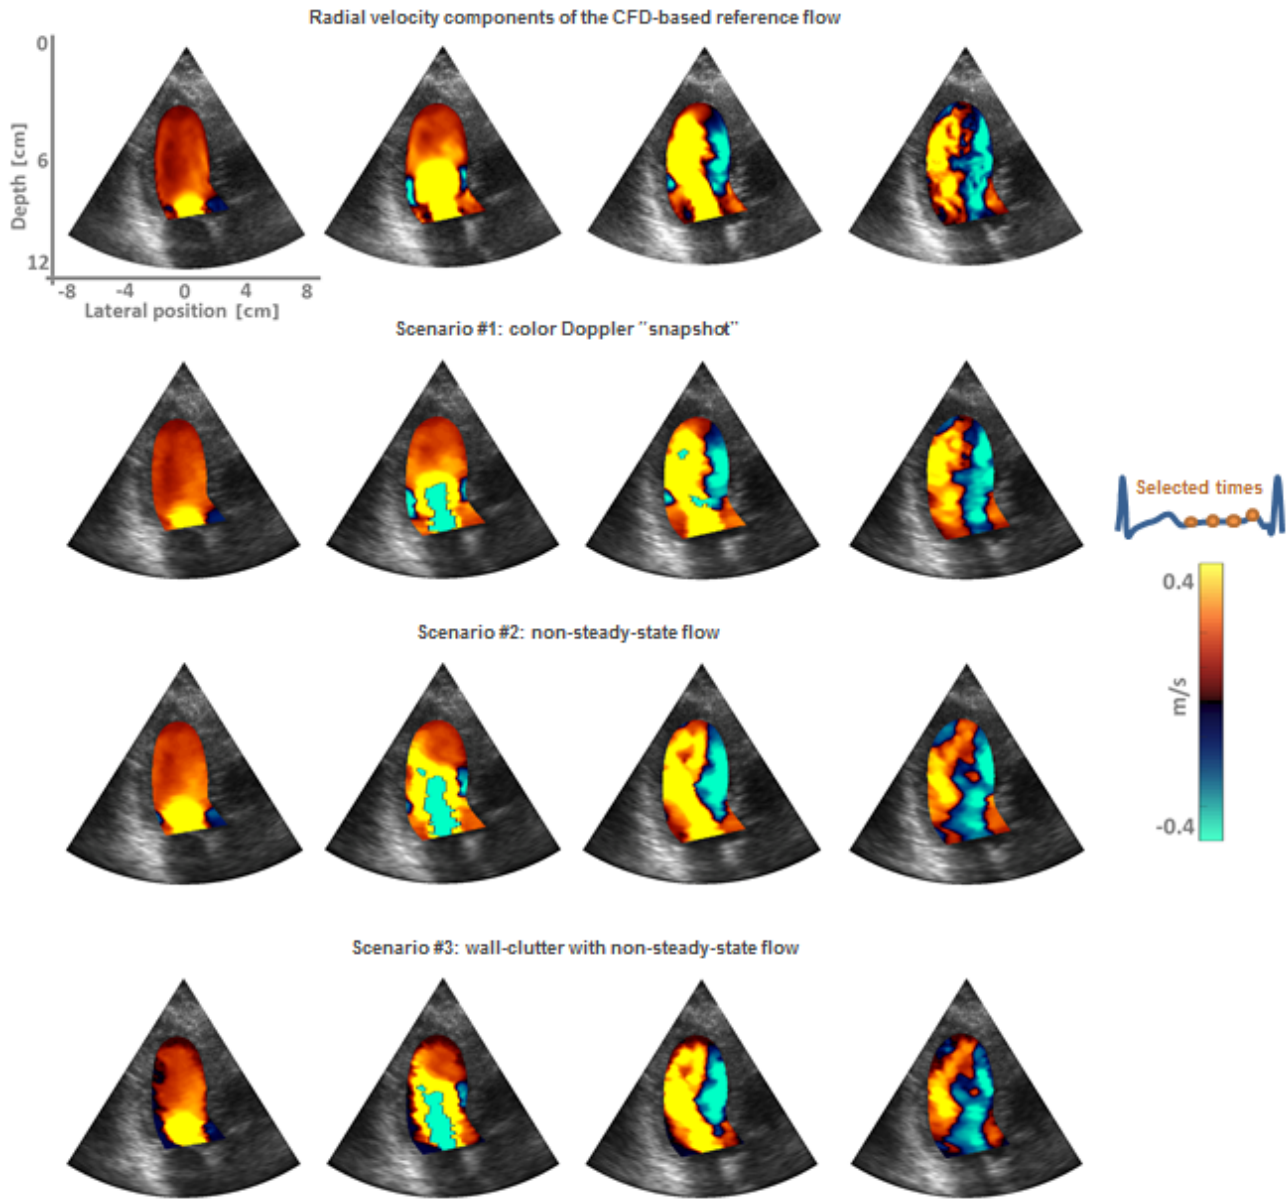 Radial velocity components of the CFD-based reference flow
0
Depth [cm]
6
12
-8 -4 0 4 8
Lateral position [cm]
Scenario #1: color Doppler "snapshot"
Selected times
0.4
m/s
-0.4
Scenario #2: non-steady-state flow
Scenario #3: wall-clutter with non-steady-state flow